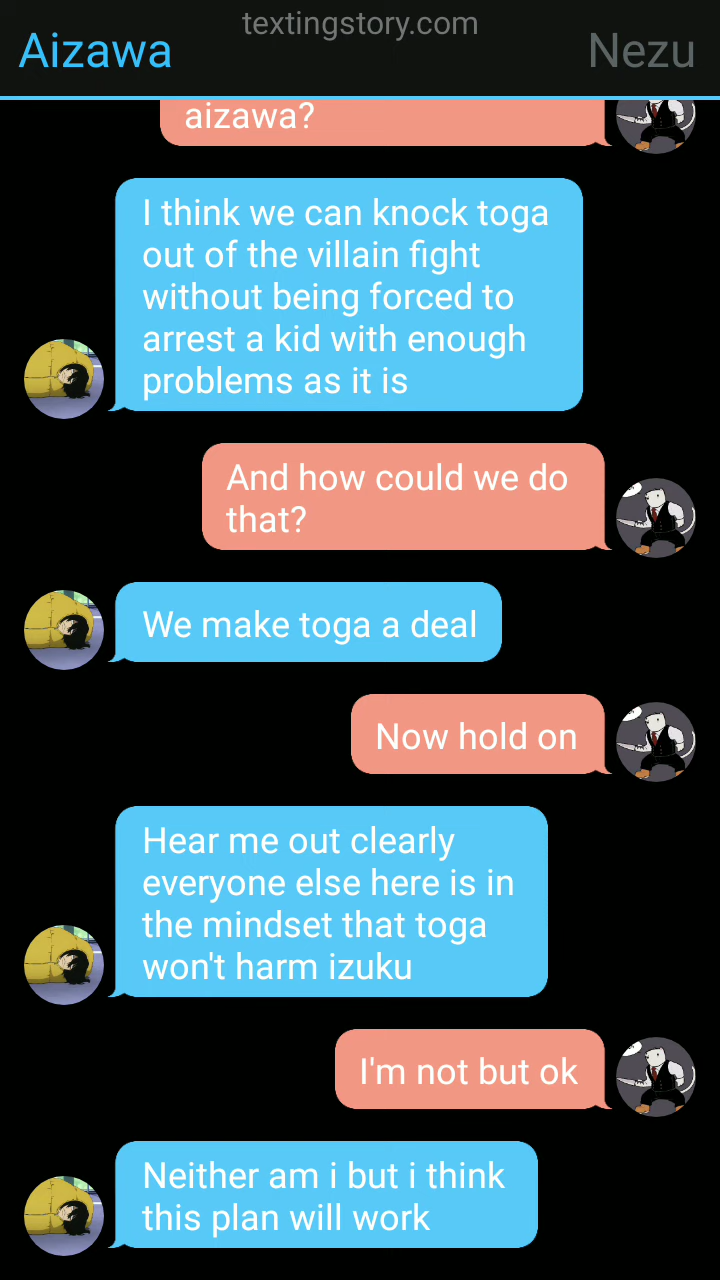 textingstory.com
Aizawa
Nezu
aizawa?
I think we can knock toga
out of the villain fight
without being forced to
arrest a kid with enough
problems as it is
And how could we do
that?
We make toga a deal
Now hold on
Hear me out clearly
everyone else here is in
the mindset that toga
won't harm izuku
I'm not but ok
Neither am i but i think
this plan will work